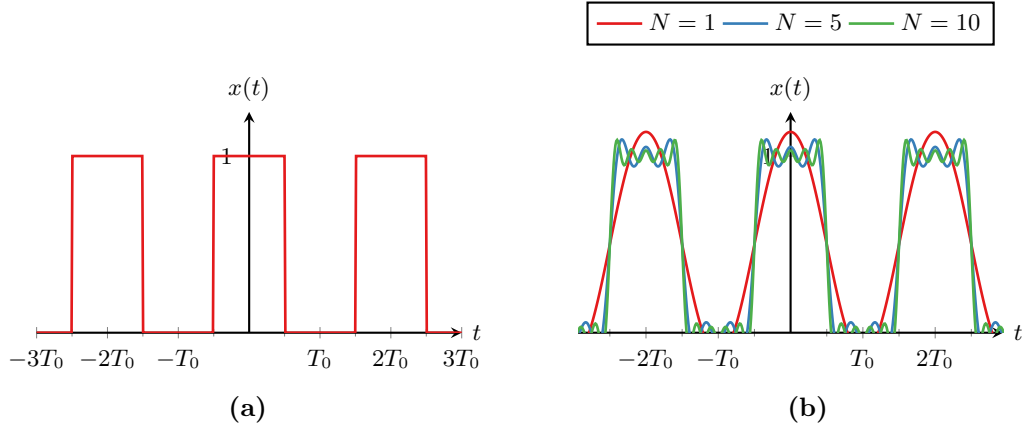 N = 1 N = 5 N = 10
x(t)
1
t
−3T₀ −2T₀ −T₀ T₀ 2T₀ 3T₀
(a)
x(t)
1
t
−2T₀ −T₀ T₀ 2T₀
(b)